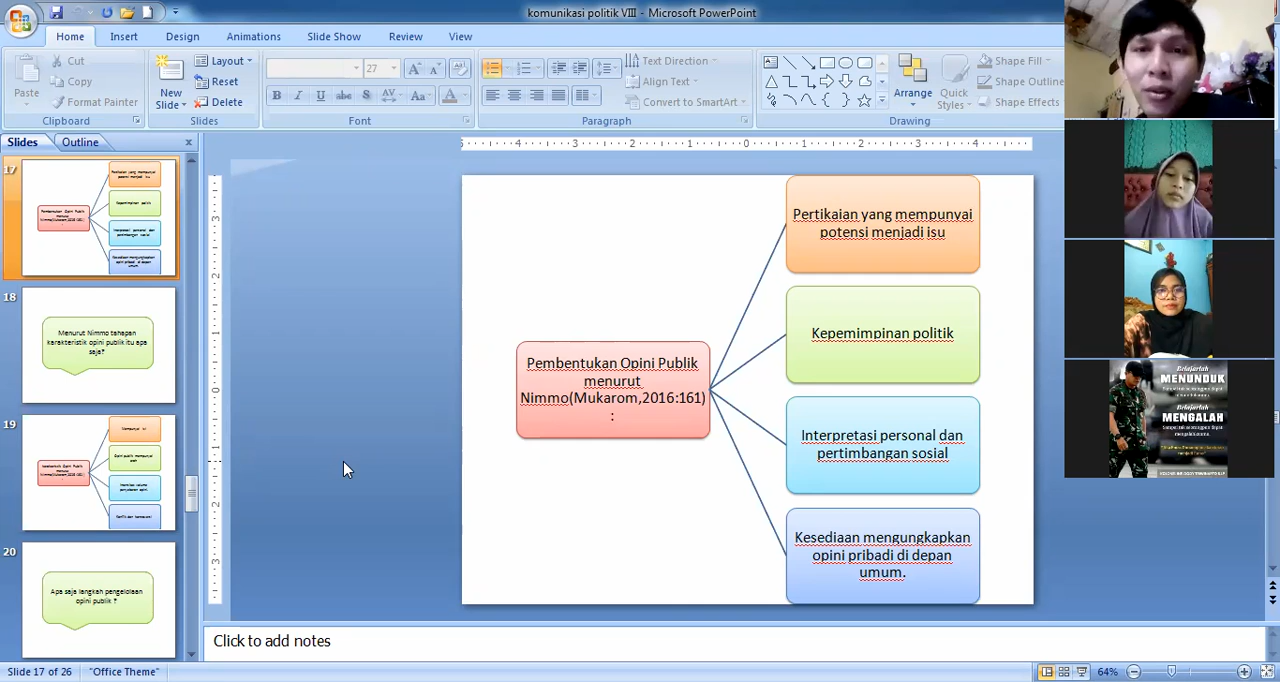 komunikasi politik VIII - Microsoft PowerPoint
Home Insert Design Animations Slide Show Review View
Cut
Copy
Format Painter
Paste
Clipboard
New
Slide
Layout
Reset
Delete
Slides
27
B I U abc S AV Aa A
Font
Paragraph
Text Direction
Align Text
Convert to SmartArt
Arrange
Quick
Styles
Shape Fill
Shape Outline
Shape Effects
Drawing
Slides Outline
17
18
Menurut Nimmo tahapan
karakteristik opini publik itu apa
saja?
19
20
Apa saja langkah pengelolaan
opini publik ?
Pembentukan Opini Publik
menurut
Nimmo(Mukarom,2016:161)
:
Pertikaian yang mempunyai
potensi menjadi isu
Kepemimpinan politik
Interpretasi personal dan
pertimbangan sosial
Kesediaan mengungkapkan
opini pribadi di depan
umum.
Belajarlah
MENUNDUK
Belajarlah
MENGALAH
Click to add notes
Slide 17 of 26
"Office Theme"
64%